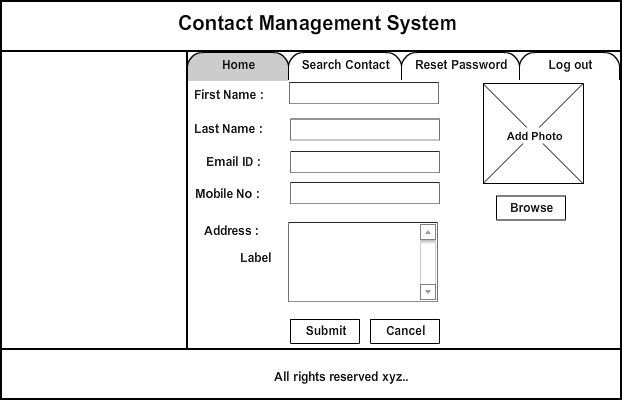 Contact Management System
Home
Search Contact
Reset Password
Log out
First Name :
Last Name :
Email ID :
Mobile No :
Address :
Label
Add Photo
Browse
Submit
Cancel
All rights reserved xyz..